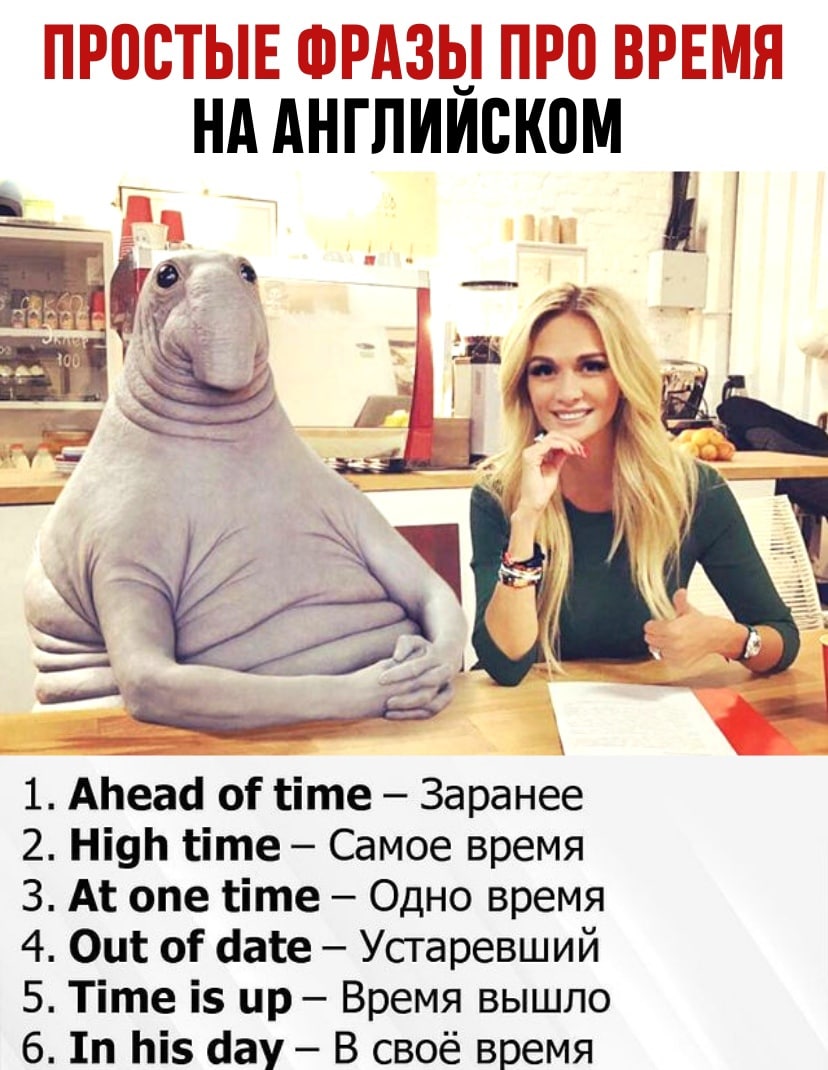 ПРОСТЫЕ ФРАЗЫ ПРО ВРЕМЯ
НА АНГЛИЙСКОМ
Эклер
100
1. Ahead of time – Заранее
2. High time – Самое время
3. At one time – Одно время
4. Out of date – Устаревший
5. Time is up – Время вышло
6. In his day – В своё время